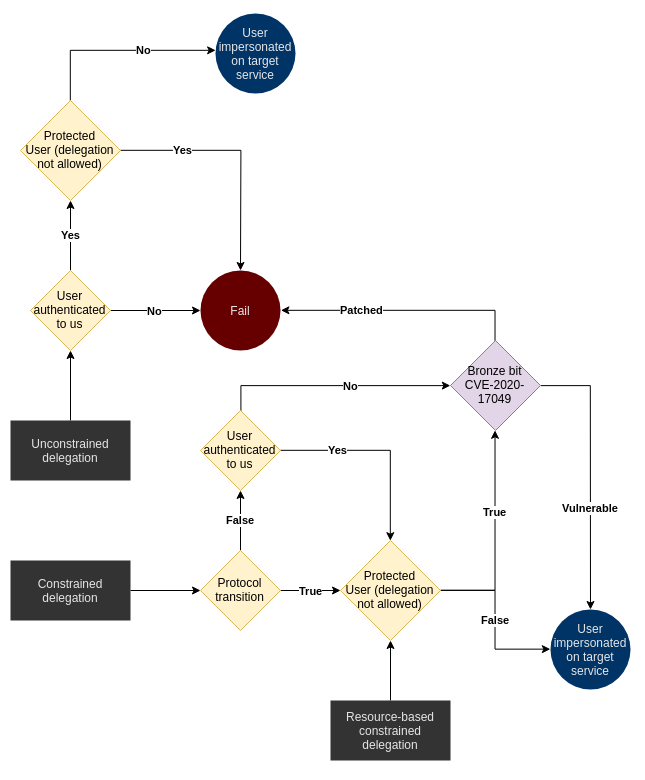 User
impersonated
on target
service
No
Protected
User (delegation
not allowed)
Yes
Yes
User
authenticated
to us
No
Fail
Patched
Bronze bit
CVE-2020-
17049
No
Unconstrained
delegation
User
authenticated
to us
Yes
True
Vulnerable
False
Constrained
delegation
Protocol
transition
True
Protected
User (delegation
not allowed)
False
User
impersonated
on target
service
Resource-based
constrained
delegation